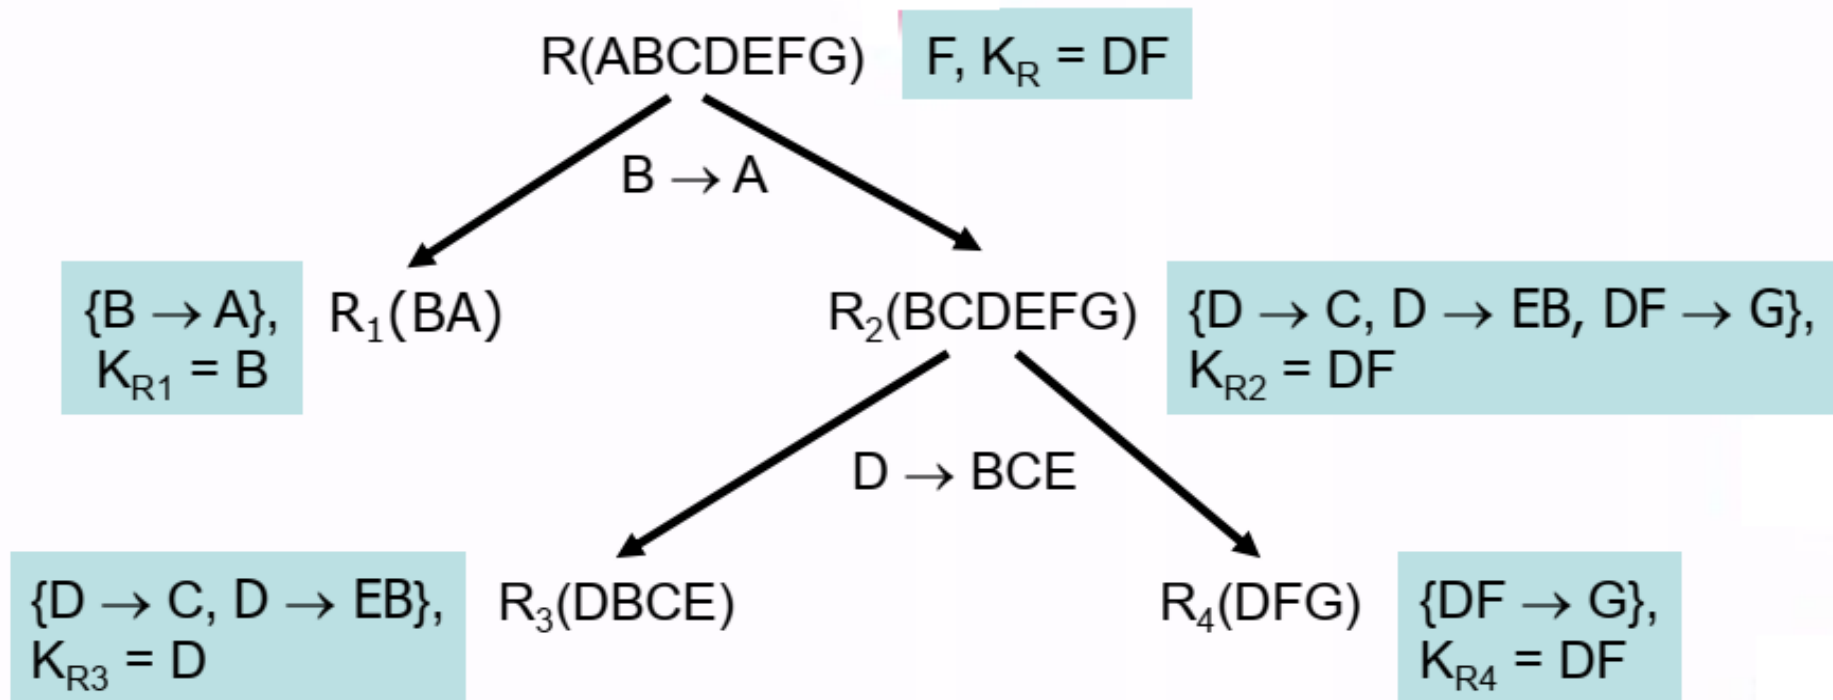 R(ABCDEFG)
F, K_R = DF
B → A
{B → A},
K_R1 = B
R₁(BA)
R₂(BCDEFG)
{D → C, D → EB, DF → G},
K_R2 = DF
D → BCE
{D → C, D → EB},
K_R3 = D
R₃(DBCE)
R₄(DFG)
{DF → G},
K_R4 = DF